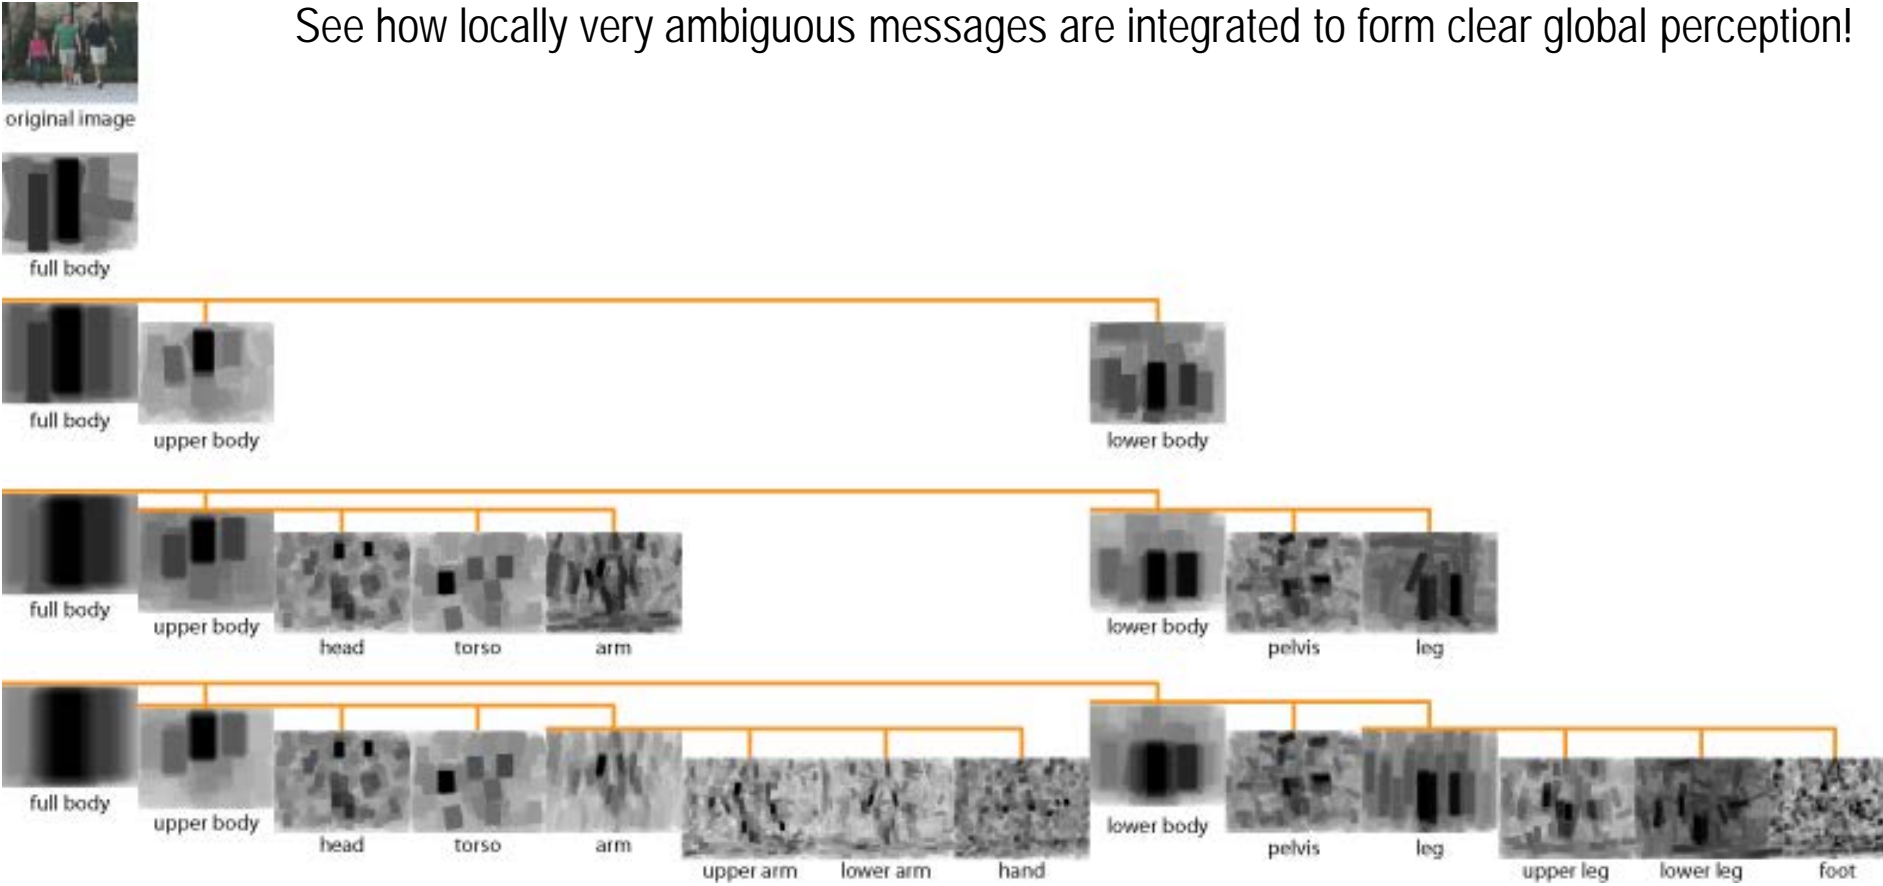 See how locally very ambiguous messages are integrated to form clear global perception!
original image
full body
full body
upper body
lower body
full body
upper body
head
torso
arm
lower body
pelvis
leg
full body
upper body
head
torso
arm
upper arm
lower arm
hand
lower body
pelvis
leg
upper leg
lower leg
foot